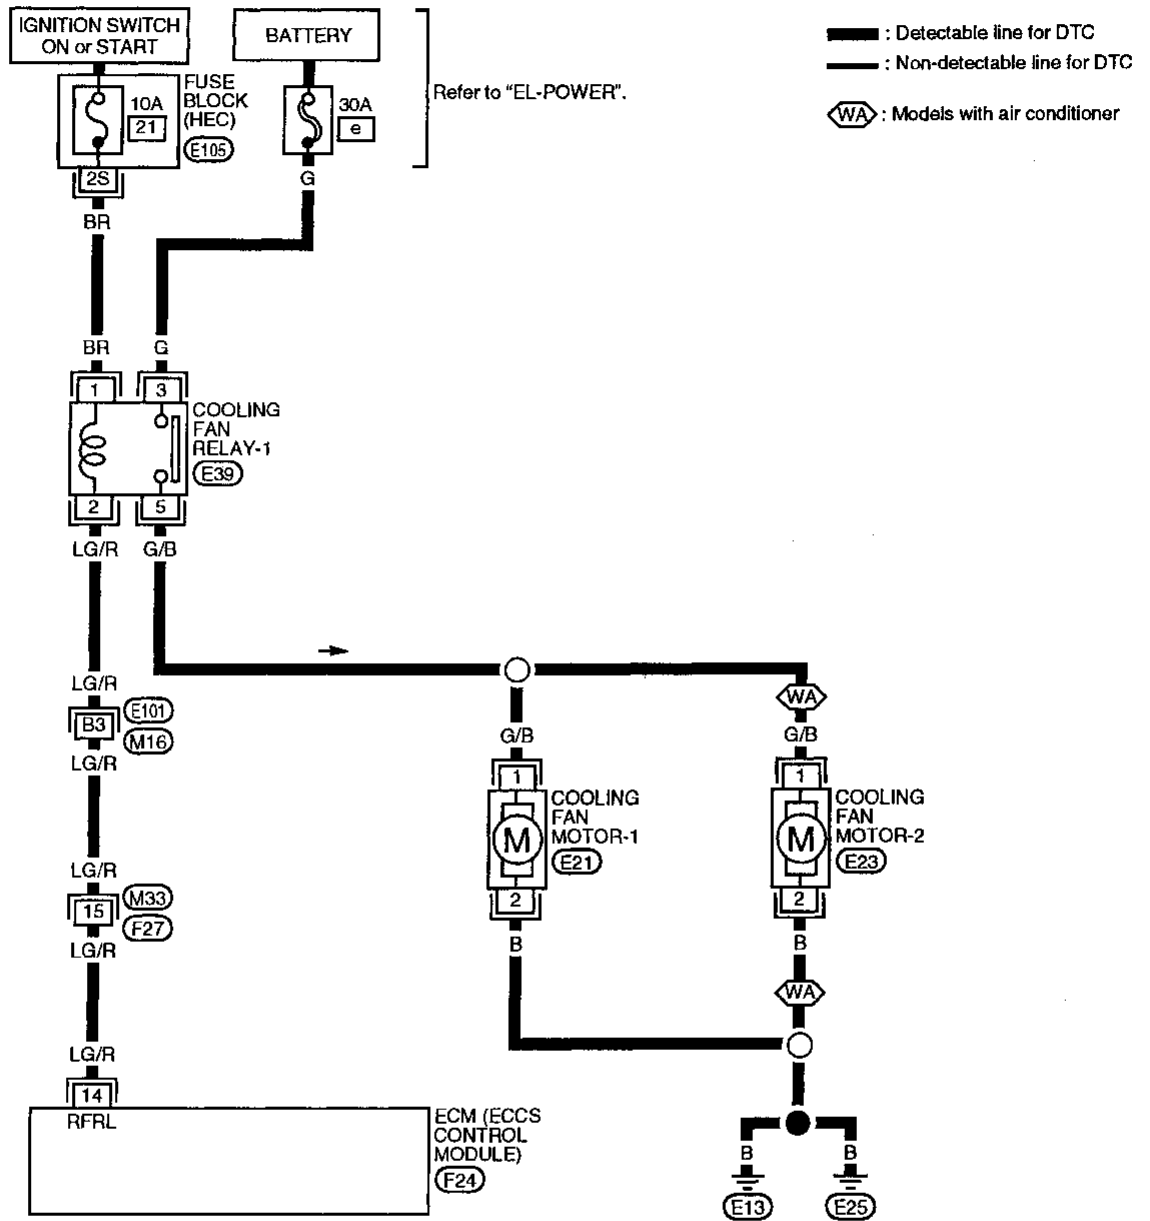 IGNITION SWITCH
ON or START
BATTERY
FUSE
BLOCK
(HEC)
E105
10A
21
30A
e
Refer to "EL-POWER".
: Detectable line for DTC
: Non-detectable line for DTC
WA : Models with air conditioner
2S
G
BR
BR
G
1
3
COOLING
FAN
RELAY-1
E39
2
5
LG/R
G/B
LG/R
B3
E101
M16
LG/R
WA
G/B
G/B
1
1
COOLING
FAN
MOTOR-1
E21
M
COOLING
FAN
MOTOR-2
E23
M
LG/R
15
M33
F27
LG/R
2
2
B
B
WA
LG/R
14
RFRL
ECM (ECCS
CONTROL
MODULE)
F24
B
B
E13
E25